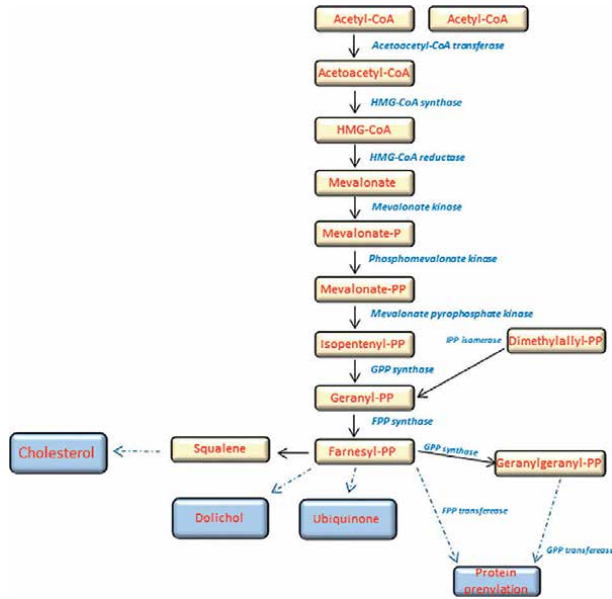 Acetyl-CoA Acetyl-CoA
Acetoacetyl-CoA transferase
Acetoacetyl-CoA
HMG-CoA synthase
HMG-CoA
HMG-CoA reductase
Mevalonate
Mevalonate kinase
Mevalonate-P
Phosphomevalonate kinase
Mevalonate-PP
Mevalonate pyrophosphate kinase
Isopentenyl-PP
IPP isomerase
Dimethylallyl-PP
GPP synthase
Geranyl-PP
FPP synthase
Cholesterol
Squalene
Farnesyl-PP
GPP synthase
Geranylgeranyl-PP
Dolichol
Ubiquinone
FPP transferease
GPP transferease
Protein
prenylation